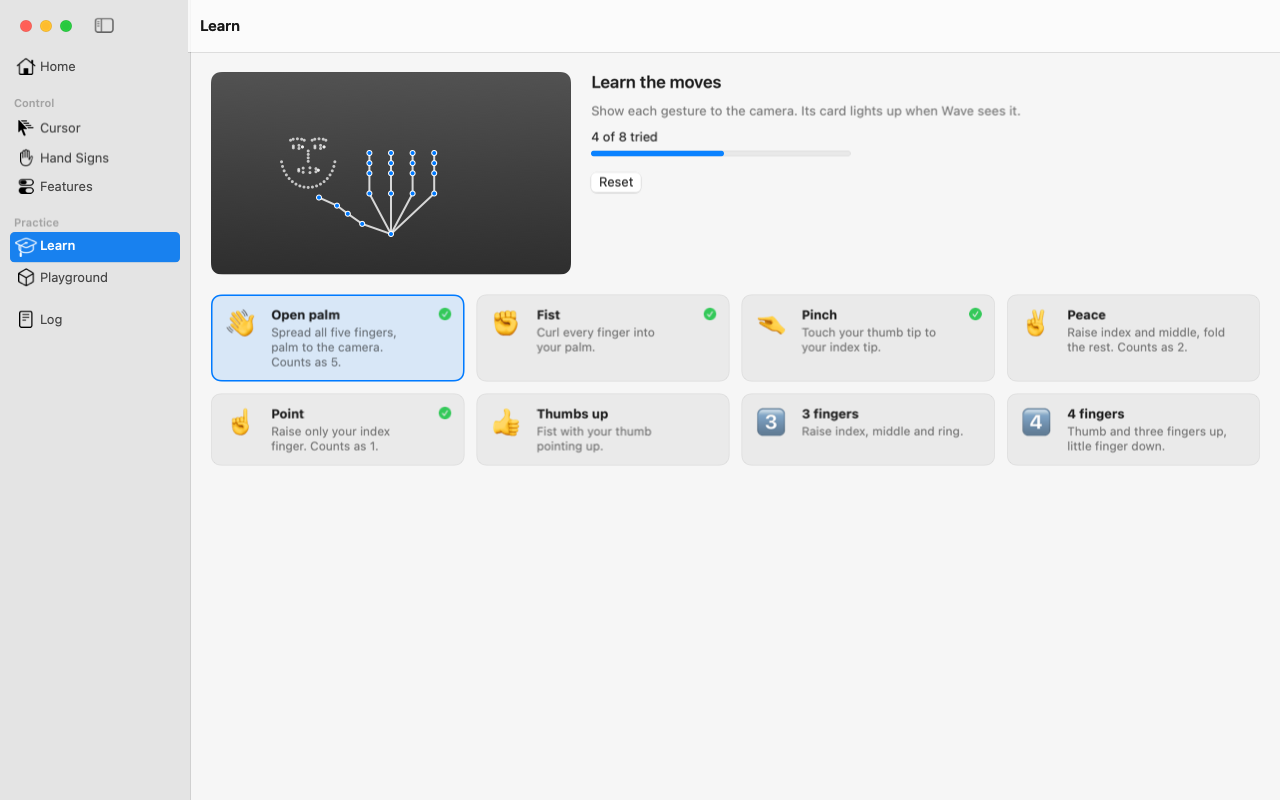 Learn
Home
Control
Cursor
Hand Signs
Features
Practice
Learn
Playground
Log
Learn the moves
Show each gesture to the camera. Its card lights up when Wave sees it.
4 of 8 tried
Reset
Open palm
Spread all five fingers,
palm to the camera.
Counts as 5.
Fist
Curl every finger into
your palm.
Pinch
Touch your thumb tip to
your index tip.
Peace
Raise index and middle, fold
the rest. Counts as 2.
Point
Raise only your index
finger. Counts as 1.
Thumbs up
Fist with your thumb
pointing up.
3
3 fingers
Raise index, middle and ring.
4
4 fingers
Thumb and three fingers up,
little finger down.